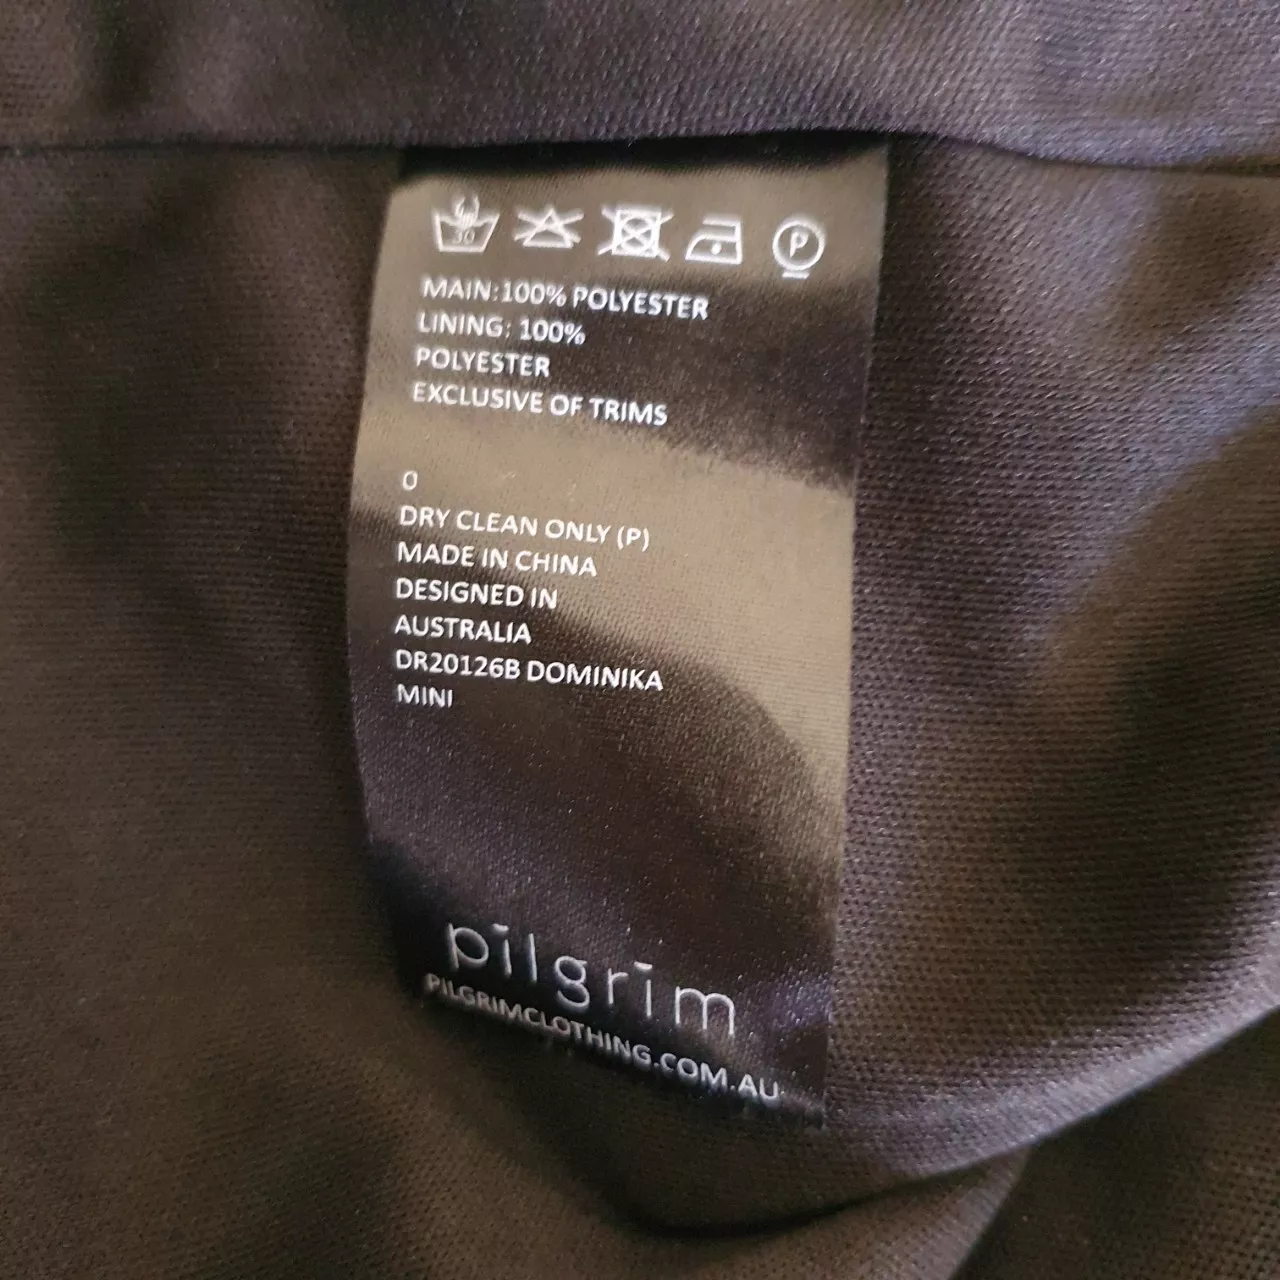 30 P
MAIN:100% POLYESTER
LINING: 100%
POLYESTER
EXCLUSIVE OF TRIMS
0
DRY CLEAN ONLY (P)
MADE IN CHINA
DESIGNED IN
AUSTRALIA
DR20126B DOMINIKA
MINI
pilgrim
PILGRIMCLOTHING.COM.AU